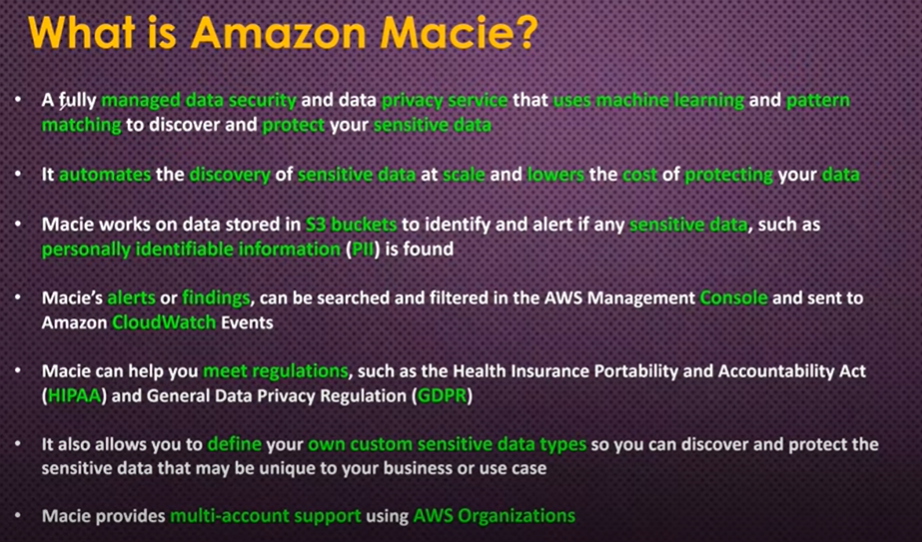 What is Amazon Macie?
• A fully managed data security and data privacy service that uses machine learning and pattern
matching to discover and protect your sensitive data
• It automates the discovery of sensitive data at scale and lowers the cost of protecting your data
• Macie works on data stored in S3 buckets to identify and alert if any sensitive data, such as
personally identifiable information (PII) is found
• Macie's alerts or findings, can be searched and filtered in the AWS Management Console and sent to
Amazon CloudWatch Events
• Macie can help you meet regulations, such as the Health Insurance Portability and Accountability Act
(HIPAA) and General Data Privacy Regulation (GDPR)
• It also allows you to define your own custom sensitive data types so you can discover and protect the
sensitive data that may be unique to your business or use case
• Macie provides multi-account support using AWS Organizations